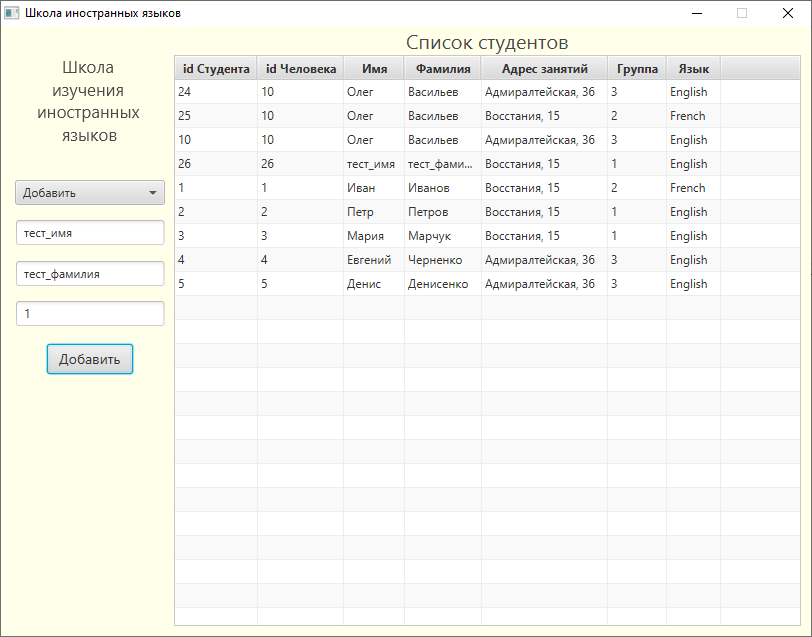 Школа иностранных языков
Список студентов
Школа
изучения
иностранных
языков
Добавить
тест_имя
тест_фамилия
1
Добавить
id Студента id Человека Имя Фамилия Адрес занятий Группа Язык
24 10 Олег Васильев Адмиралтейская, 36 3 English
25 10 Олег Васильев Восстания, 15 2 French
10 10 Олег Васильев Адмиралтейская, 36 3 English
26 26 тест_имя тест_фами... Восстания, 15 1 English
1 1 Иван Иванов Восстания, 15 2 French
2 2 Петр Петров Восстания, 15 1 English
3 3 Мария Марчук Восстания, 15 1 English
4 4 Евгений Черненко Адмиралтейская, 36 3 English
5 5 Денис Денисенко Адмиралтейская, 36 3 English